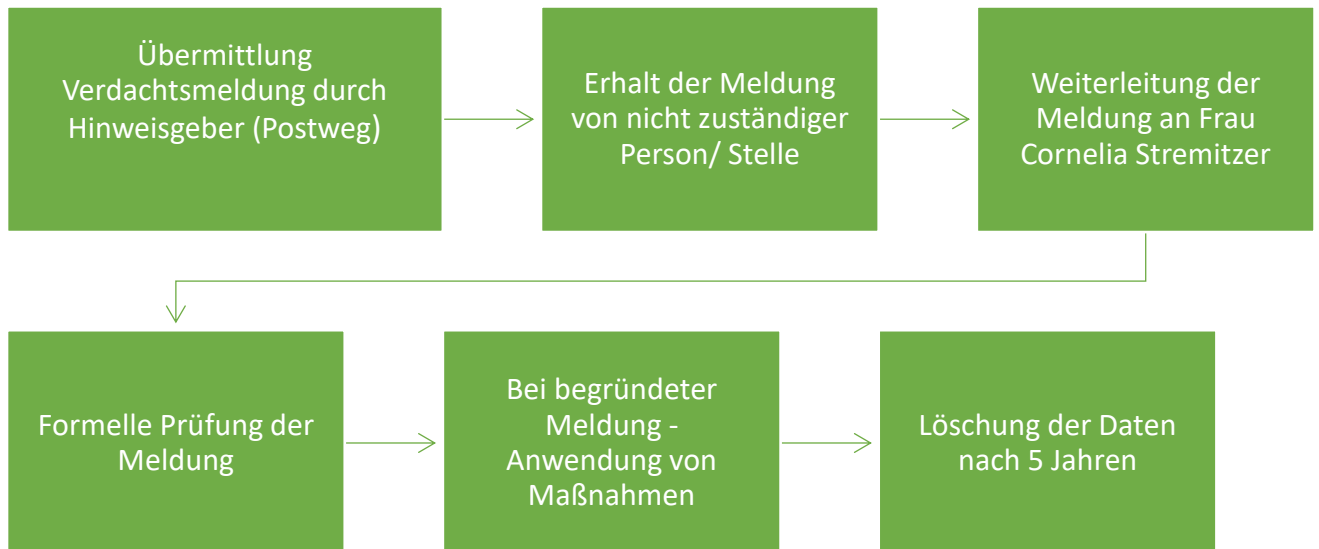 Übermittlung
Verdachtsmeldung durch
Hinweisgeber (Postweg)
Erhalt der Meldung
von nicht zuständiger
Person/ Stelle
Weiterleitung der
Meldung an Frau
Cornelia Stremitzer
Formelle Prüfung der
Meldung
Bei begründeter
Meldung -
Anwendung von
Maßnahmen
Löschung der Daten
nach 5 Jahren